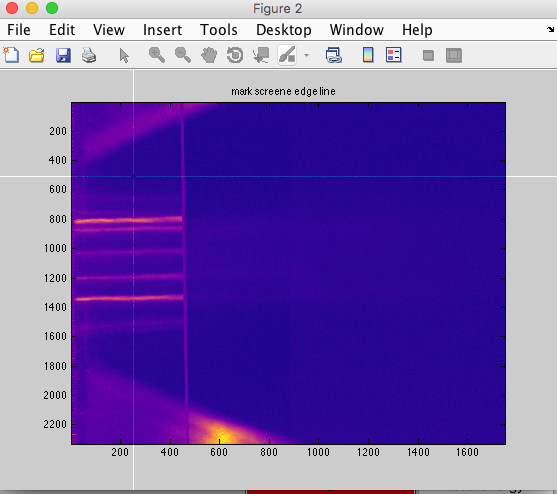 Figure 2
File Edit View Insert Tools Desktop Window Help
mark screene edge line
200
400
600
800
1000
1200
1400
1600
1800
2000
2200
200 400 600 800 1000 1200 1400 1600